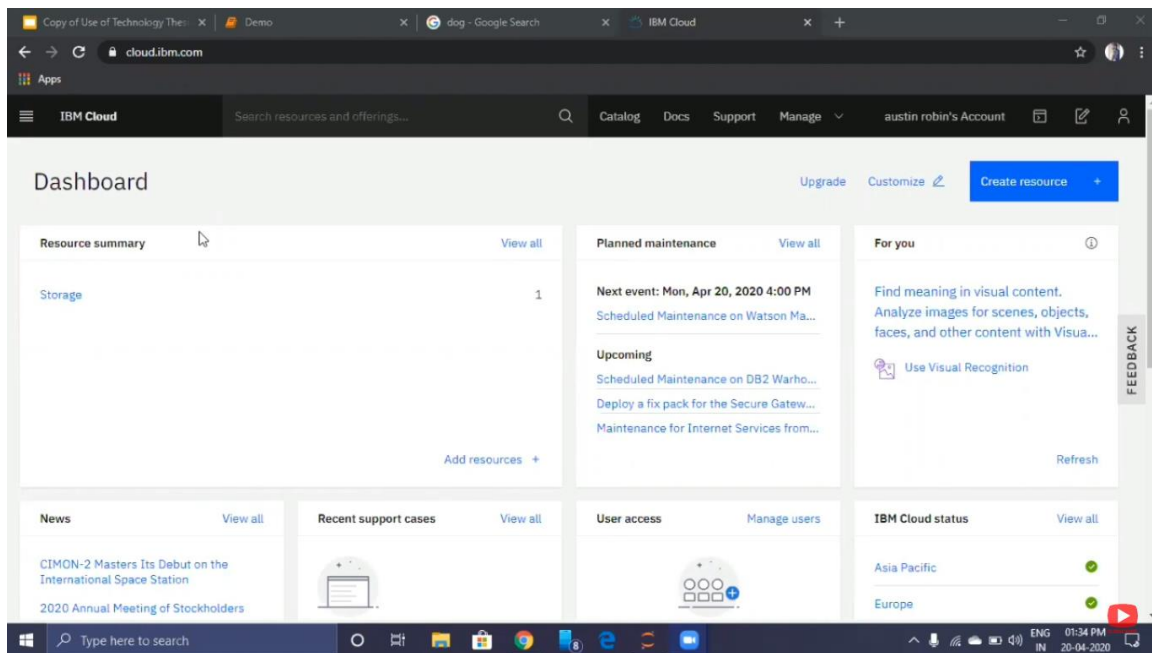 Copy of Use of Technology Thesi
Demo
dog - Google Search
IBM Cloud
cloud.ibm.com
Apps
IBM Cloud
Search resources and offerings...
Catalog
Docs
Support
Manage
austin robin's Account
Dashboard
Upgrade
Customize
Create resource +
Resource summary
View all
Storage
1
Add resources +
Planned maintenance
View all
Next event: Mon, Apr 20, 2020 4:00 PM
Scheduled Maintenance on Watson Ma...
Upcoming
Scheduled Maintenance on DB2 Warho...
Deploy a fix pack for the Secure Gatew...
Maintenance for Internet Services from...
For you
Find meaning in visual content.
Analyze images for scenes, objects,
faces, and other content with Visua...
Use Visual Recognition
Refresh
FEEDBACK
News
View all
CIMON-2 Masters Its Debut on the
International Space Station
2020 Annual Meeting of Stockholders
Recent support cases
View all
User access
Manage users
IBM Cloud status
View all
Asia Pacific
Europe
Type here to search
8
ENG
IN
01:34 PM
20-04-2020